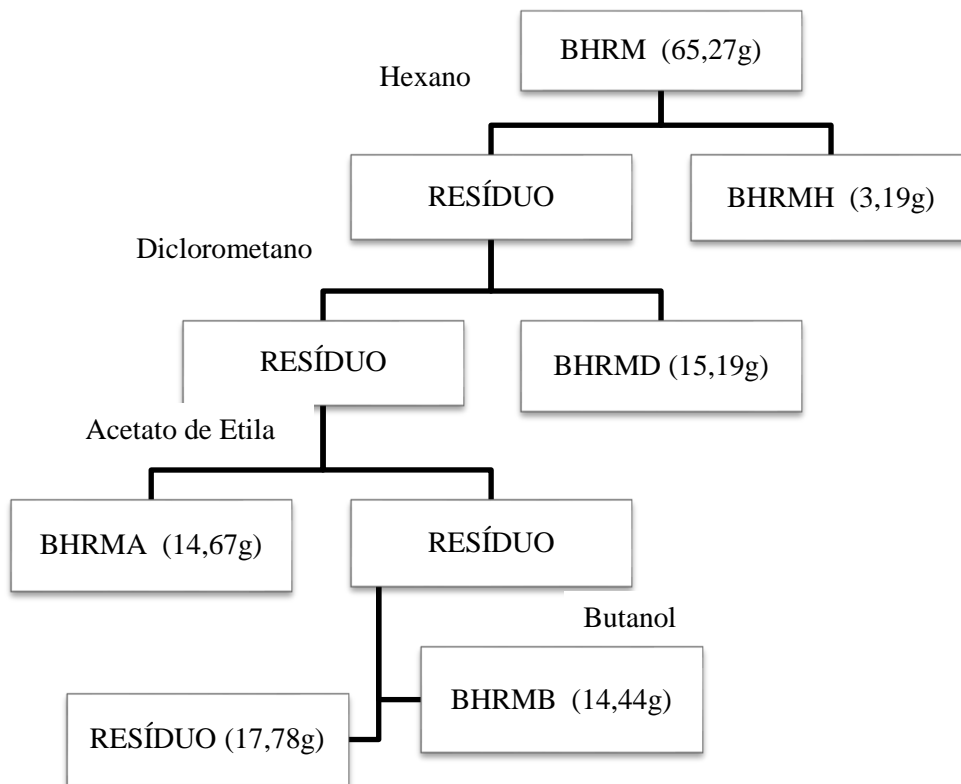 BHRM (65,27g)
Hexano
RESÍDUO
BHRMH (3,19g)
Diclorometano
RESÍDUO
BHRMD (15,19g)
Acetato de Etila
BHRMA (14,67g)
RESÍDUO
Butanol
BHRMB (14,44g)
RESÍDUO (17,78g)